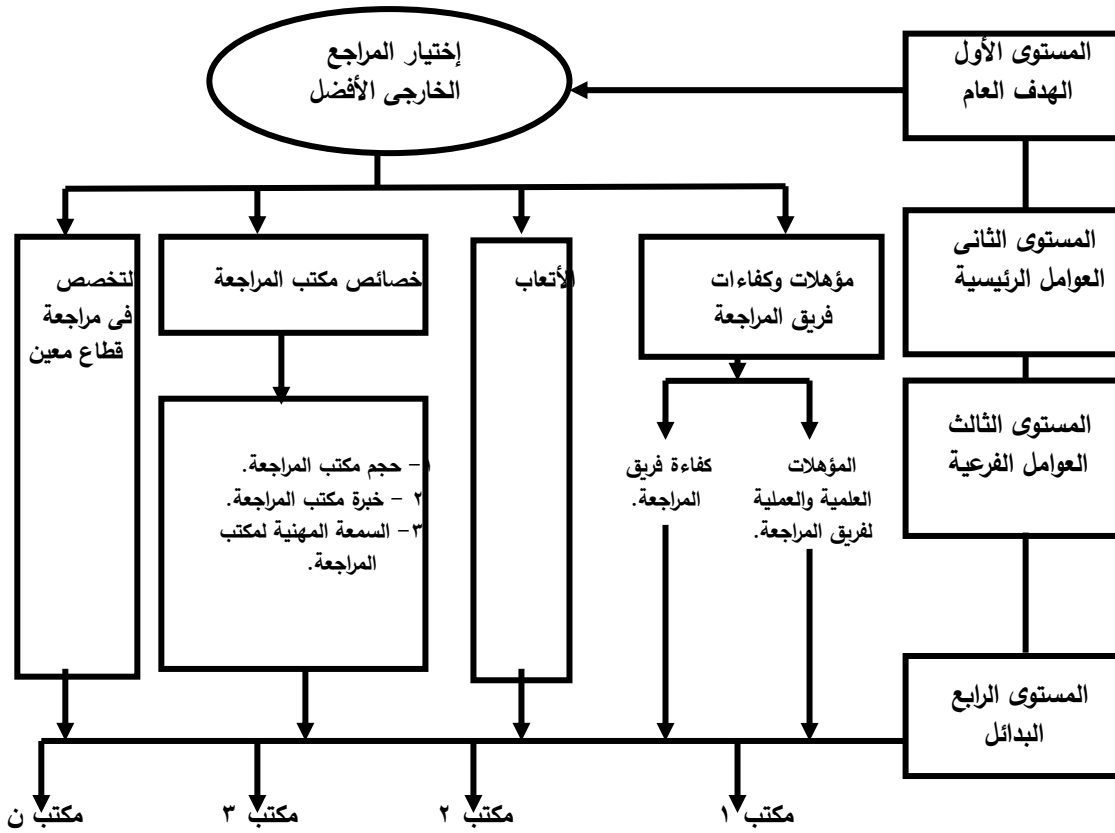 المستوى الأول
الهدف العام
إختيار المراجع
الخارجى الأفضل
المستوى الثانى
العوامل الرئيسية
مؤهلات وكفاءات
فريق المراجعة
الأتعاب
خصائص مكتب المراجعة
لتخصص
فى مراجعة
قطاع معين
المستوى الثالث
العوامل الفرعية
المؤهلات
العلمية والعملية
لفريق المراجعة.
كفاءة فريق
المراجعة.
١- حجم مكتب المراجعة.
٢ - خبرة مكتب المراجعة.
٣- السمعة المهنية لمكتب
المراجعة.
المستوى الرابع
البدائل
مكتب ١
مكتب ٢
مكتب ٣
مكتب ن